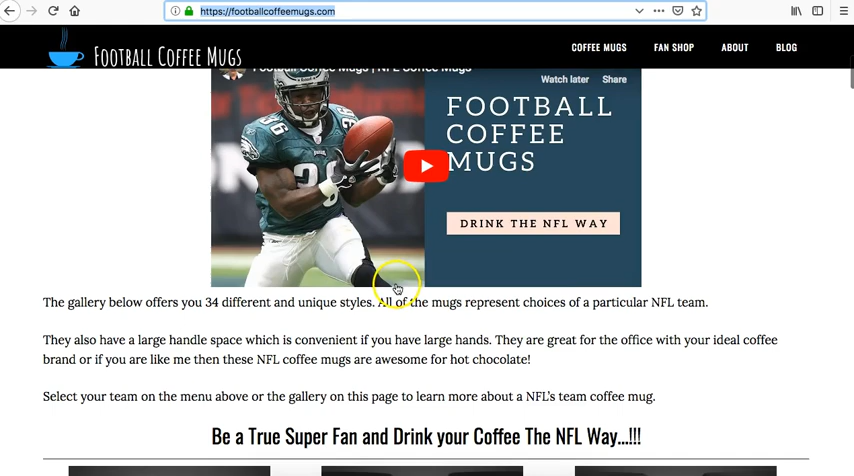 https://footballcoffeemugs.com
FOOTBALL COFFEE MUGS
COFFEE MUGS FAN SHOP ABOUT BLOG
Football Coffee Mugs | NFL Coffee Mugs
Watch later Share
36
FOOTBALL
COFFEE
MUGS
DRINK THE NFL WAY
The gallery below offers you 34 different and unique styles. All of the mugs represent choices of a particular NFL team.
They also have a large handle space which is convenient if you have large hands. They are great for the office with your ideal coffee
brand or if you are like me then these NFL coffee mugs are awesome for hot chocolate!
Select your team on the menu above or the gallery on this page to learn more about a NFL's team coffee mug.
Be a True Super Fan and Drink your Coffee The NFL Way...!!!